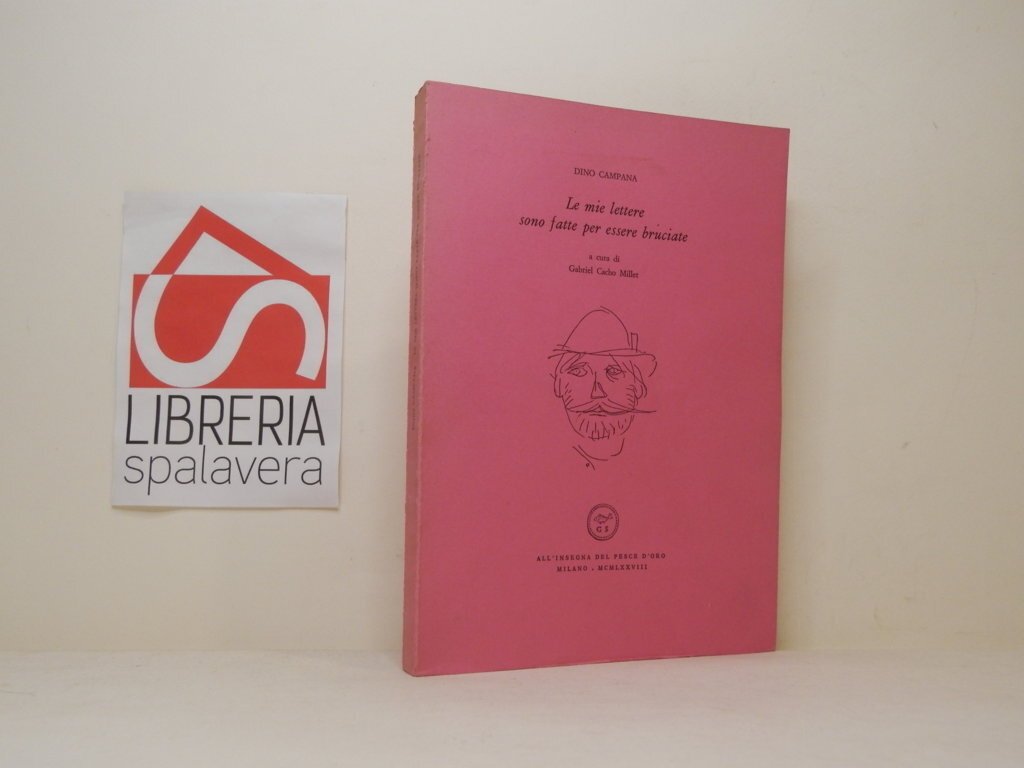 LIBRERIA
spalavera
DINO CAMPANA
Le mie lettere
sono fatte per essere bruciate
a cura di
Gabriel Cacho Millet
G S
ALL'INSEGNA DEL PESCE D'ORO
MILANO . MCMLXXVIII